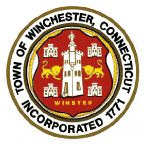 TOWN OF WINCHESTER, CONNECTICUT
WINSTED
INCORPORATED 1771